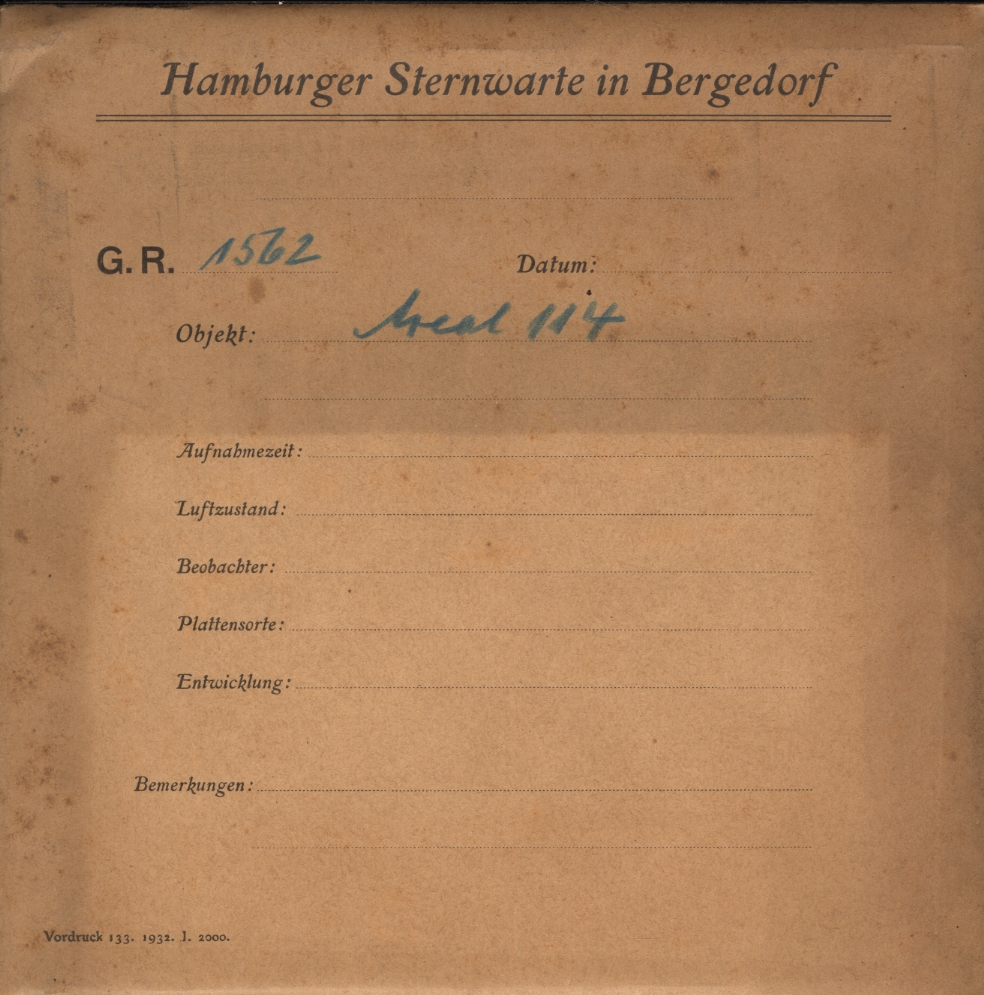 Hamburger Sternwarte in Bergedorf
G. R. 1562 Datum:
Objekt: Areal 114
Aufnahmezeit:
Luftzustand:
Beobachter:
Plattensorte:
Entwicklung:
Bemerkungen:
Vordruck 133. 1932. I. 2000.